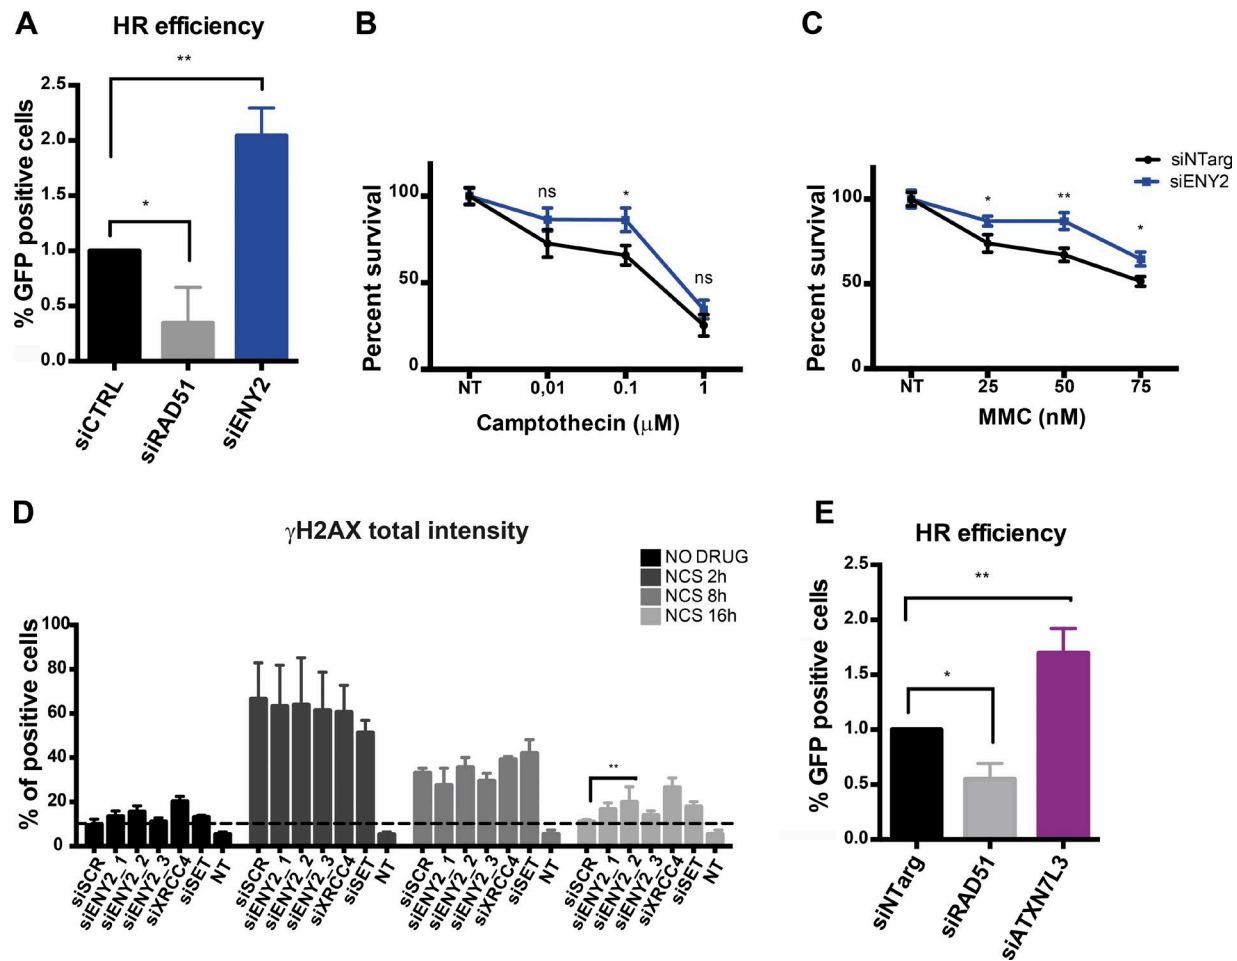 A
HR efficiency
% GFP positive cells
2.5
2.0
1.5
1.0
0.5
0.0
**
*
siCTRL
siRAD51
siENY2
B
Percent survival
100
50
0
ns
*
ns
NT
0,01
0.1
1
Camptothecin (μM)
C
Percent survival
100
50
0
siNTarg
siENY2
*
**
*
NT
25
50
75
MMC (nM)
D
γH2AX total intensity
NO DRUG
NCS 2h
NCS 8h
NCS 16h
% of positive cells
100
80
60
40
20
0
**
siSCR
siENY2_1
siENY2_2
siENY2_3
siXRCC4
siSET
NT
siSCR
siENY2_1
siENY2_2
siENY2_3
siXRCC4
siSET
NT
siSCR
siENY2_1
siENY2_2
siENY2_3
siXRCC4
siSET
NT
siSCR
siENY2_1
siENY2_2
siENY2_3
siXRCC4
siSET
NT
E
HR efficiency
% GFP positive cells
2.5
2.0
1.5
1.0
0.5
0.0
**
*
siNTarg
siRAD51
siATXN7L3